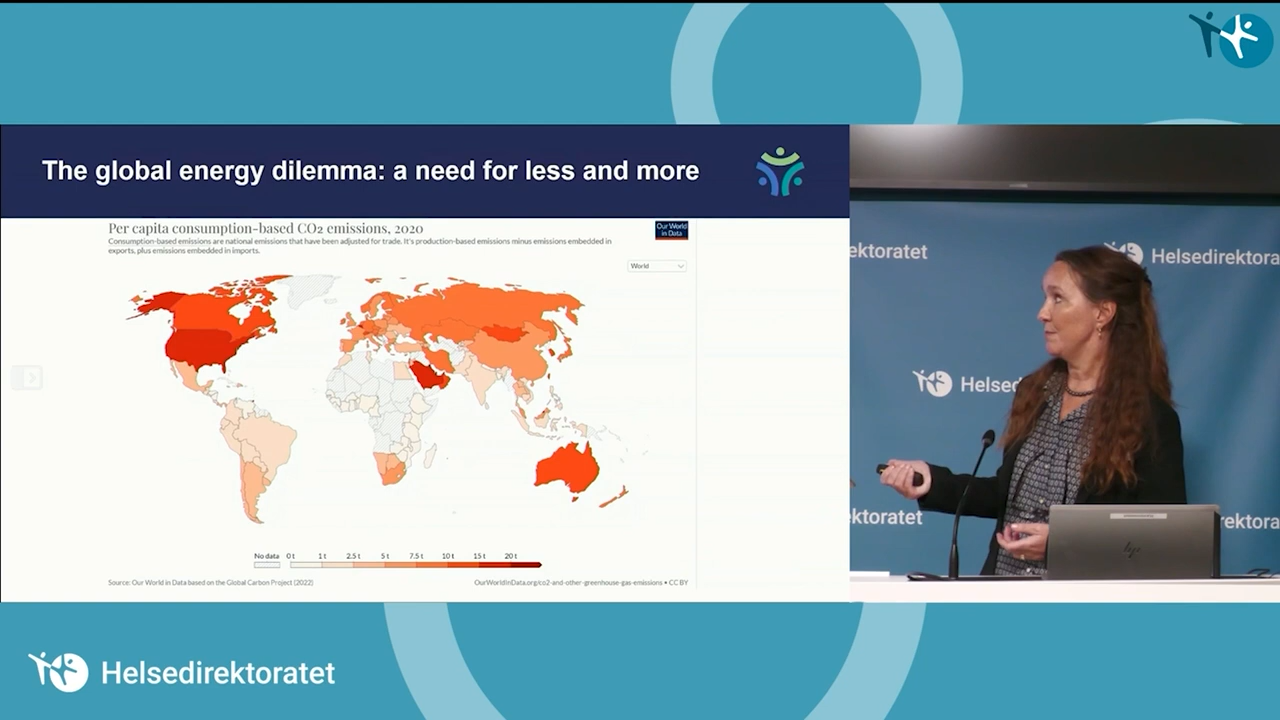 The global energy dilemma: a need for less and more
Per capita consumption-based CO₂ emissions, 2020
Consumption-based emissions are national emissions that have been adjusted for trade. It's production-based emissions minus emissions embedded in
exports, plus emissions embedded in imports.
Our World
in Data
World
No data 0 t 1 t 2.5 t 5 t 7.5 t 10 t 15 t 20 t
Source: Our World in Data based on the Global Carbon Project (2022)
OurWorldInData.org/co2-and-other-greenhouse-gas-emissions • CC BY
ektoratet
Helsedirektora
Helsed
ektoratet
rektora
hp
Helsedirektoratet